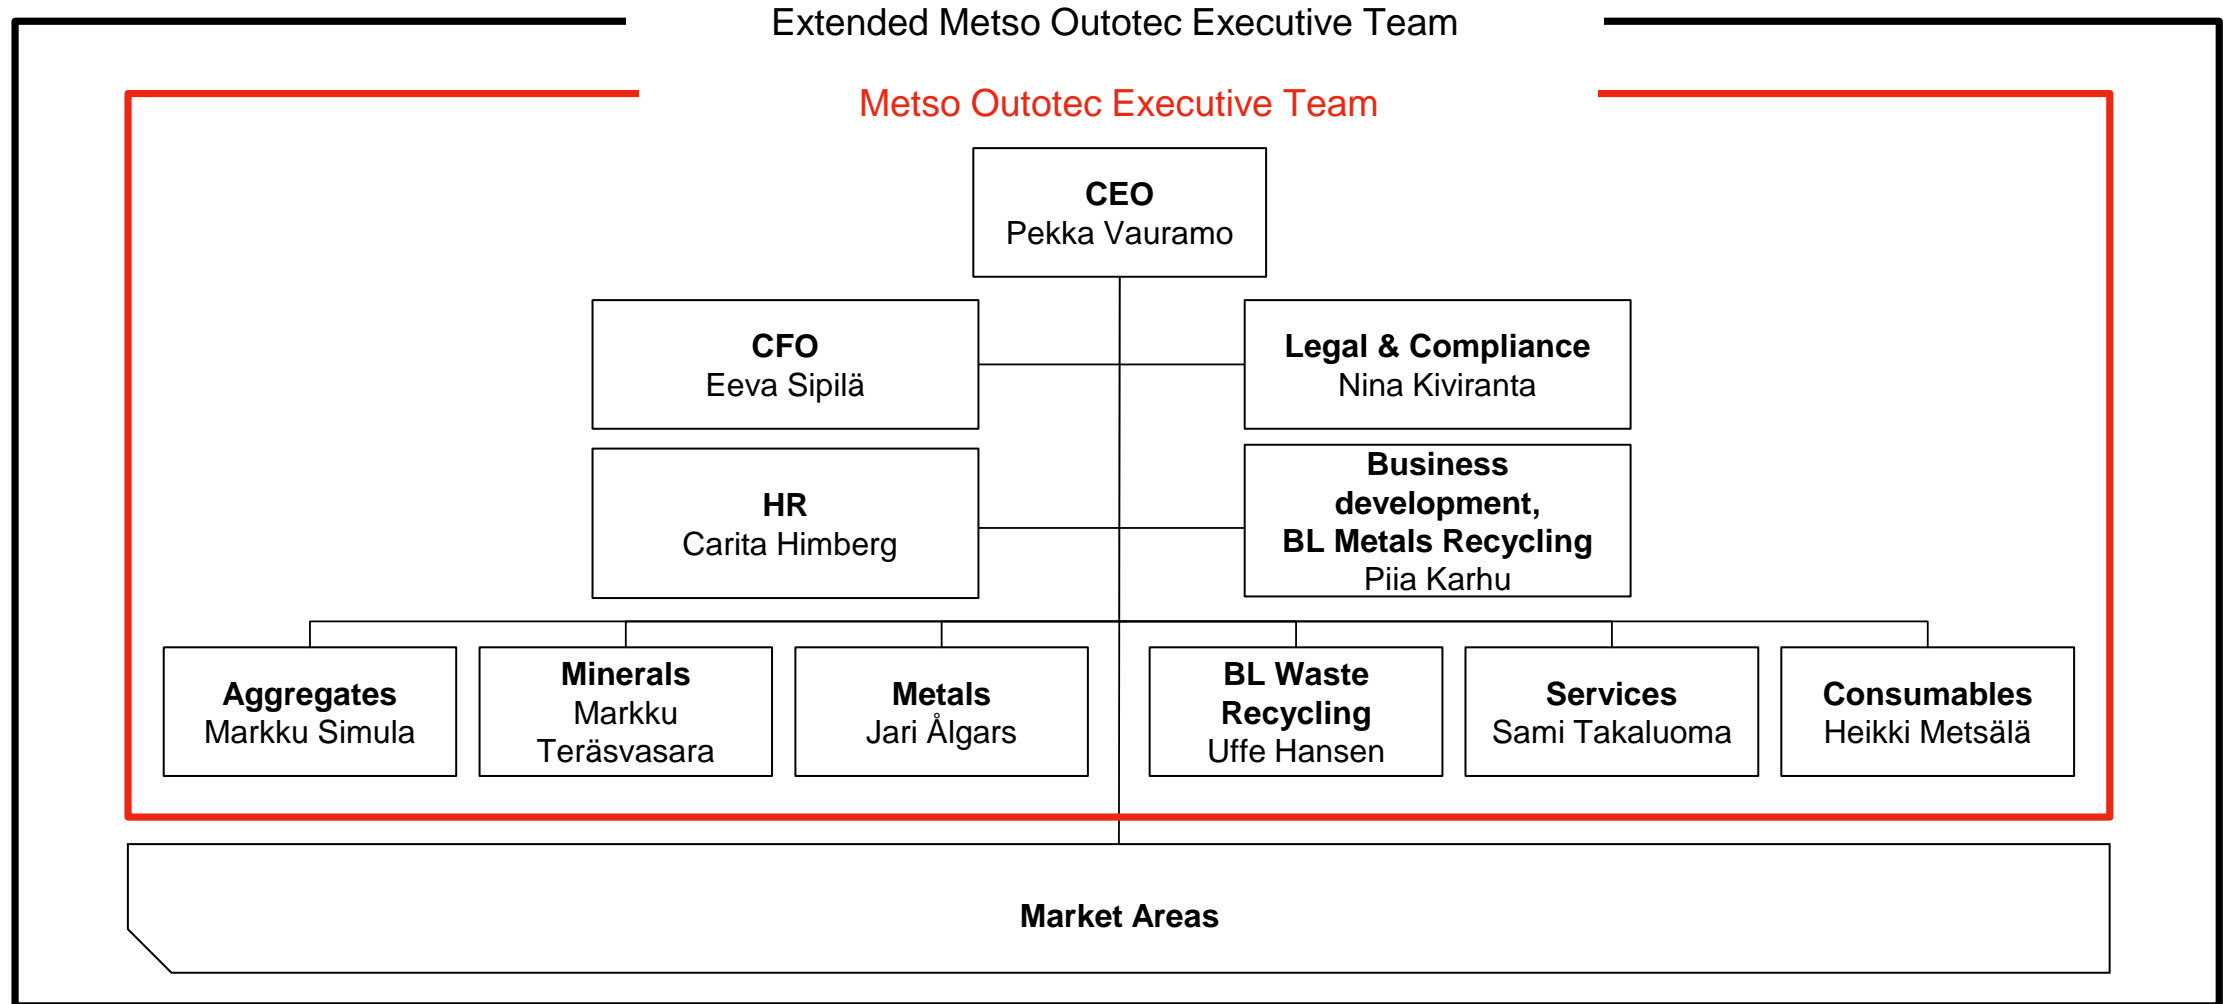 Extended Metso Outotec Executive Team
Metso Outotec Executive Team
CEO
Pekka Vauramo
CFO
Eeva Sipilä
Legal & Compliance
Nina Kiviranta
HR
Carita Himberg
Business
development,
BL Metals Recycling
Piia Karhu
Aggregates
Markku Simula
Minerals
Markku
Teräsvasara
Metals
Jari Ålgars
BL Waste
Recycling
Uffe Hansen
Services
Sami Takaluoma
Consumables
Heikki Metsälä
Market Areas